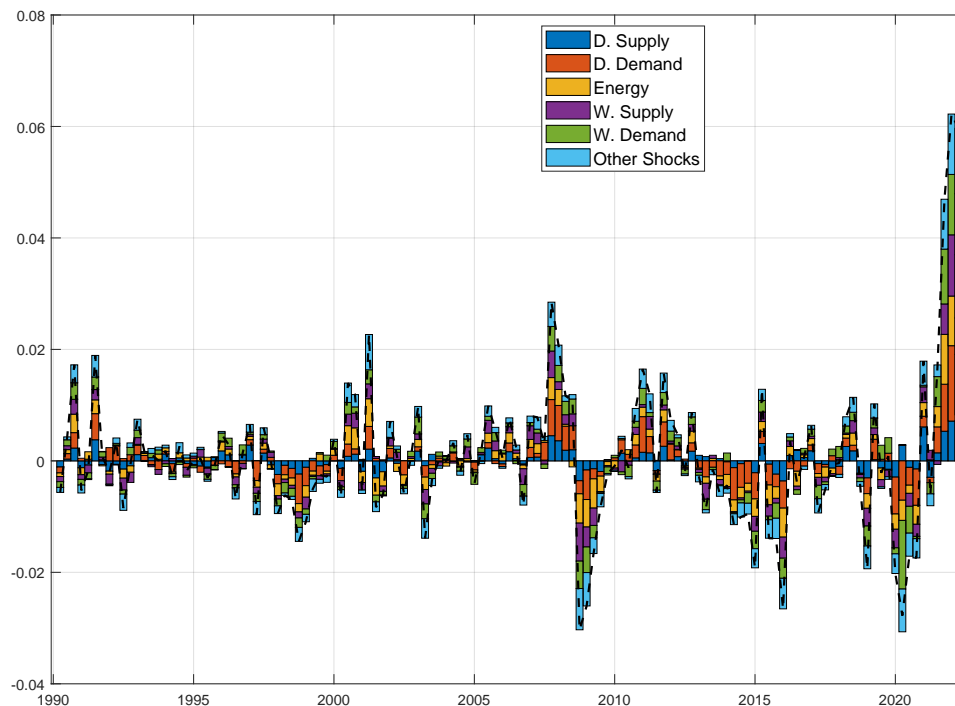 0.08
0.06
0.04
0.02
0
-0.02
-0.04
D. Supply
D. Demand
Energy
W. Supply
W. Demand
Other Shocks
1990
1995
2000
2005
2010
2015
2020